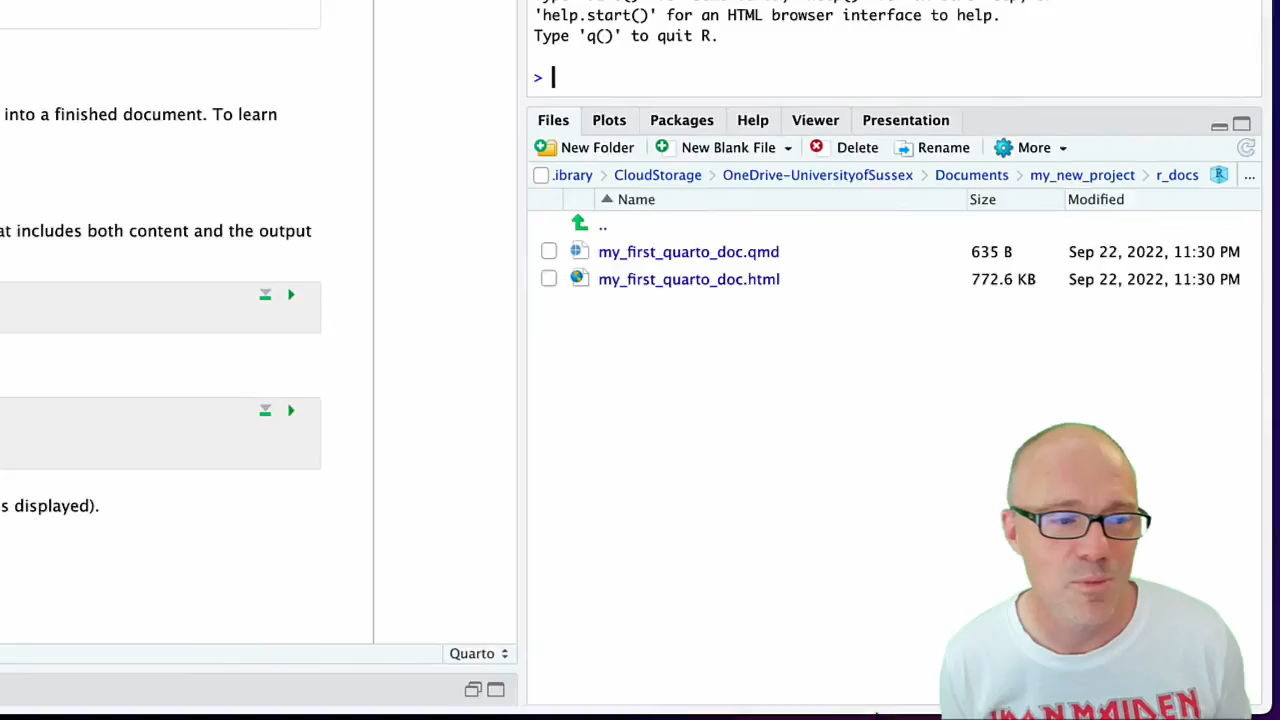 'help.start()' for an HTML browser interface to help.
Type 'q()' to quit R.
>
into a finished document. To learn
at includes both content and the output
s displayed).
Quarto
Files Plots Packages Help Viewer Presentation
New Folder New Blank File Delete Rename More
.ibrary CloudStorage OneDrive-UniversityofSussex Documents my_new_project r_docs R ...
Name Size Modified
..
my_first_quarto_doc.qmd 635 B Sep 22, 2022, 11:30 PM
my_first_quarto_doc.html 772.6 KB Sep 22, 2022, 11:30 PM
IRON MAIDEN